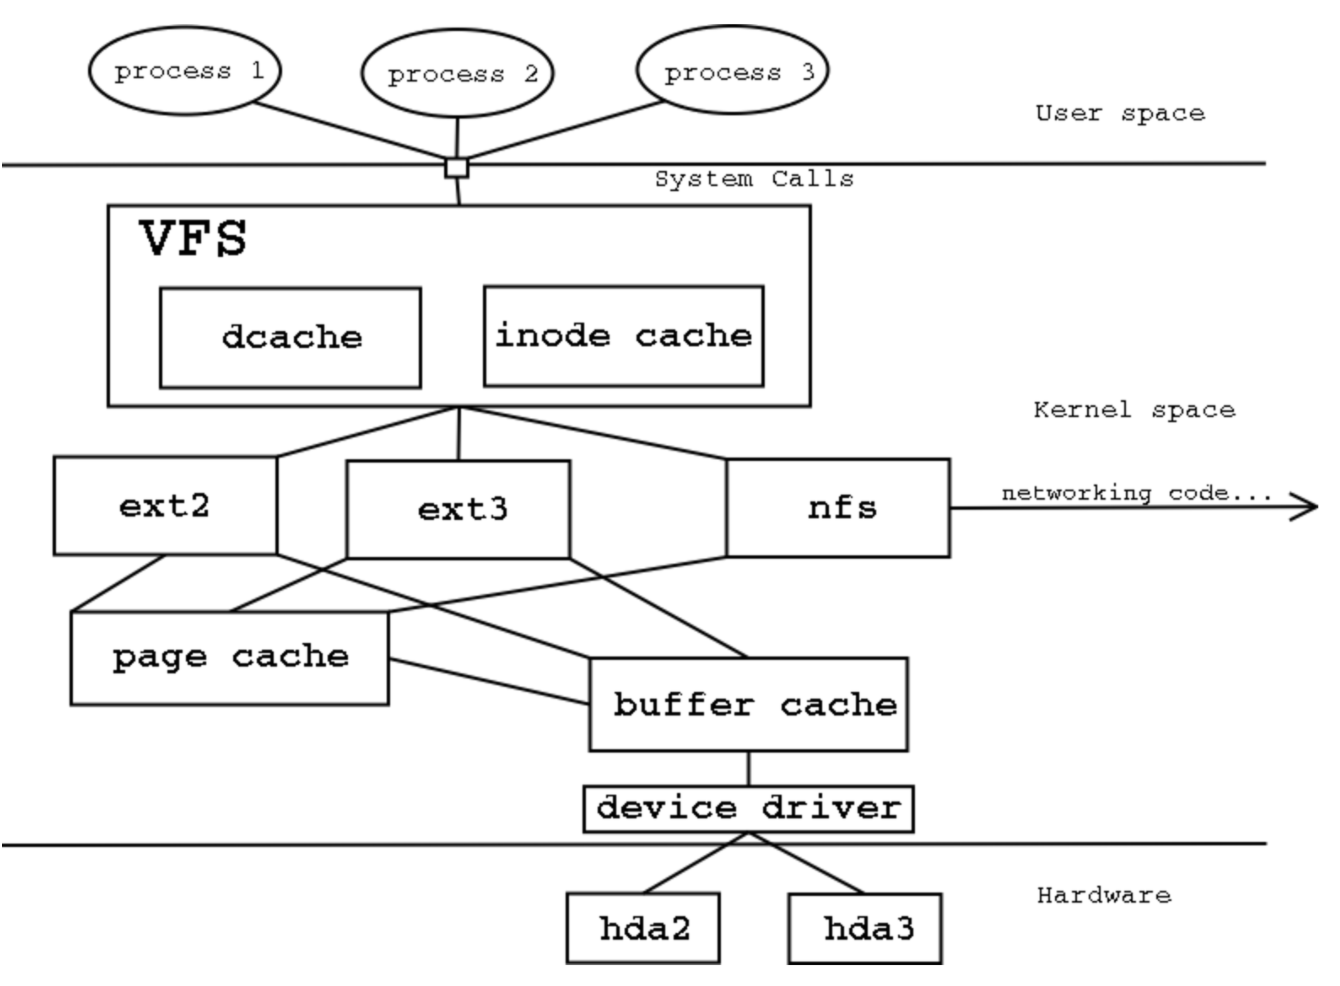 process 1
process 2
process 3
User space
System Calls
VFS
dcache
inode cache
Kernel space
ext2
ext3
nfs
networking code...
page cache
buffer cache
device driver
Hardware
hda2
hda3